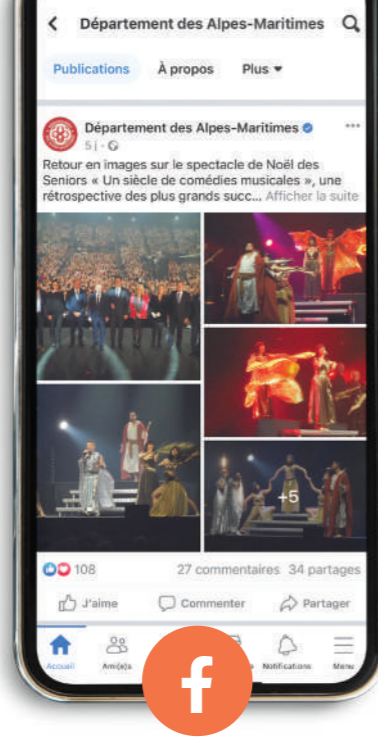 Département des Alpes-Maritimes
Publications À propos Plus
Département des Alpes-Maritimes
5 j
Retour en images sur le spectacle de Noël des
Seniors « Un siècle de comédies musicales », une
rétrospective des plus grands succ... Afficher la suite
+5
108 27 commentaires 34 partages
J'aime Commenter Partager
Accueil Ami(e)s Notifications Menu
f